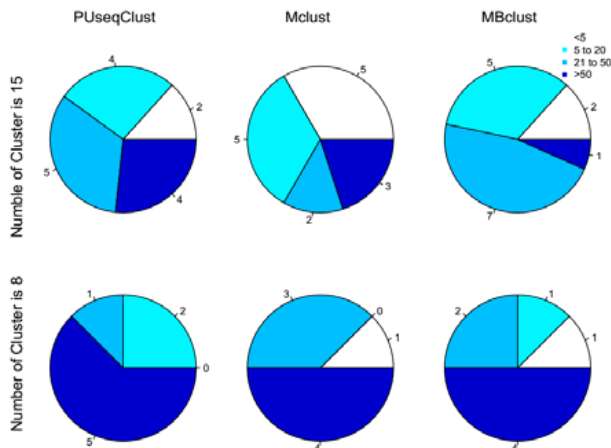 PUseqClust Mclust MBclust
<5
5 to 20
21 to 50
>50
Numble of Cluster is 15
4 2 5 4
5 5 2 3
5 2 7 1
Number of Cluster is 8
1 2 0 5
3 0 1
2 1 1